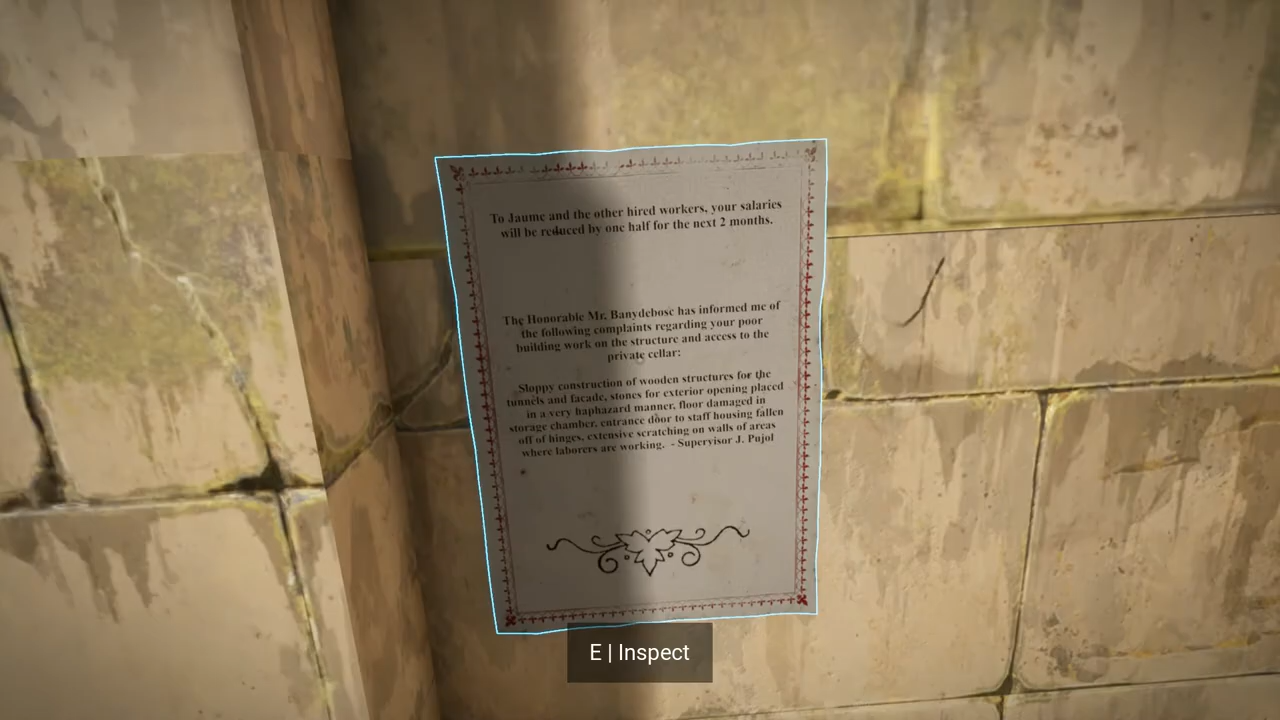 To Jaume and the other hired workers, your salaries
will be reduced by one half for the next 2 months.
The Honorable Mr. Banydebosc has informed me of
the following complaints regarding your poor
building work on the structure and access to the
private cellar:
Sloppy construction of wooden structures for the
tunnels and facade, stones for exterior opening placed
in a very haphazard manner, floor damaged in
storage chamber, entrance door to staff housing fallen
off of hinges, extensive scratching on walls of areas
where laborers are working. - Supervisor J. Pujol
E | Inspect